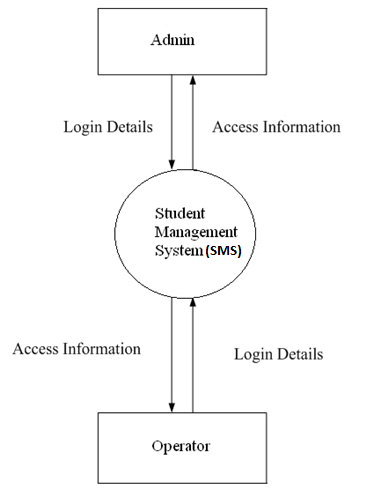 Admin
Login Details
Access Information
Student
Management
System(SMS)
Access Information
Login Details
Operator